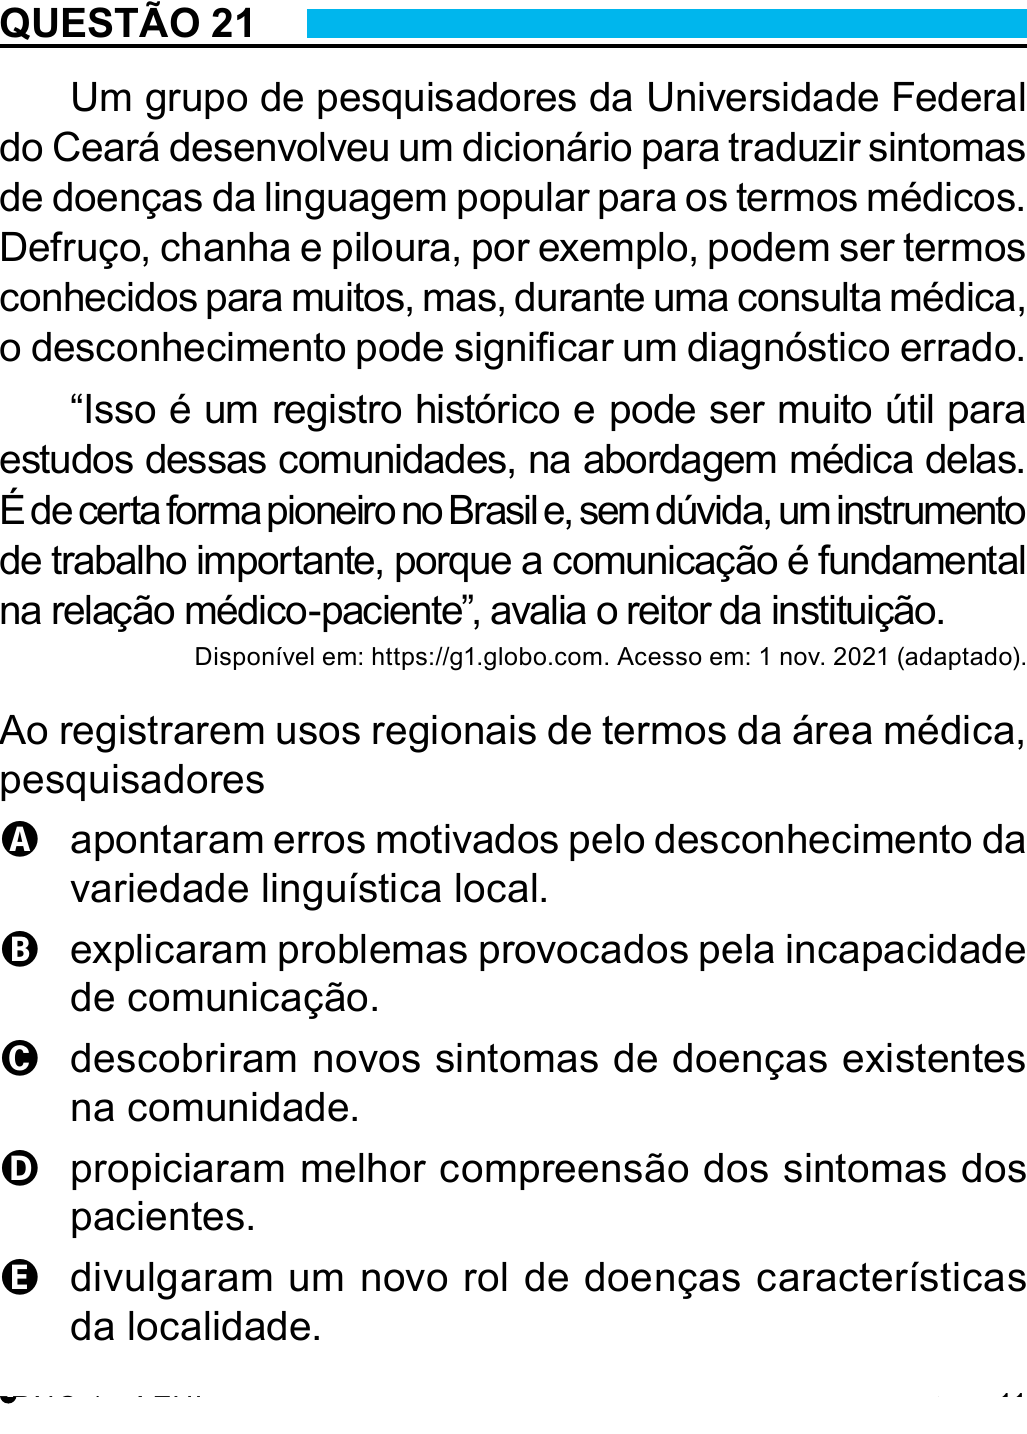 QUESTÃO 21
Um grupo de pesquisadores da Universidade Federal
do Ceará desenvolveu um dicionário para traduzir sintomas
de doenças da linguagem popular para os termos médicos.
Defruço, chanha e piloura, por exemplo, podem ser termos
conhecidos para muitos, mas, durante uma consulta médica,
o desconhecimento pode significar um diagnóstico errado.
“Isso é um registro histórico e pode ser muito útil para
estudos dessas comunidades, na abordagem médica delas.
É de certa forma pioneiro no Brasil e, sem dúvida, um instrumento
de trabalho importante, porque a comunicação é fundamental
na relação médico-paciente”, avalia o reitor da instituição.
Disponível em: https://g1.globo.com. Acesso em: 1 nov. 2021 (adaptado).
Ao registrarem usos regionais de termos da área médica,
pesquisadores
A apontaram erros motivados pelo desconhecimento da
variedade linguística local.
B explicaram problemas provocados pela incapacidade
de comunicação.
C descobriram novos sintomas de doenças existentes
na comunidade.
D propiciaram melhor compreensão dos sintomas dos
pacientes.
E divulgaram um novo rol de doenças características
da localidade.